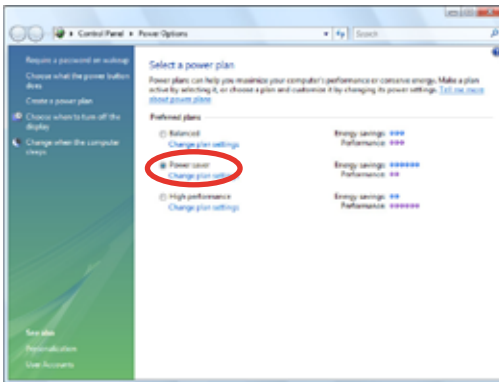 Control Panel ▸ Power Options
Search
Require a password on wakeup
Choose what the power button
does
Create a power plan
Choose when to turn off the
display
Change when the computer
sleeps
Select a power plan
Power plans can help you maximize your computer's performance or conserve energy. Make a plan
active by selecting it, or choose a plan and customize it by changing its power settings. Tell me more
about power plans
Preferred plans
Balanced
Energy savings:
Change plan settings
Performance:
Power saver
Energy savings:
Change plan settings
Performance:
High performance
Energy savings:
Change plan settings
Performance:
See also
Personalization
User Accounts